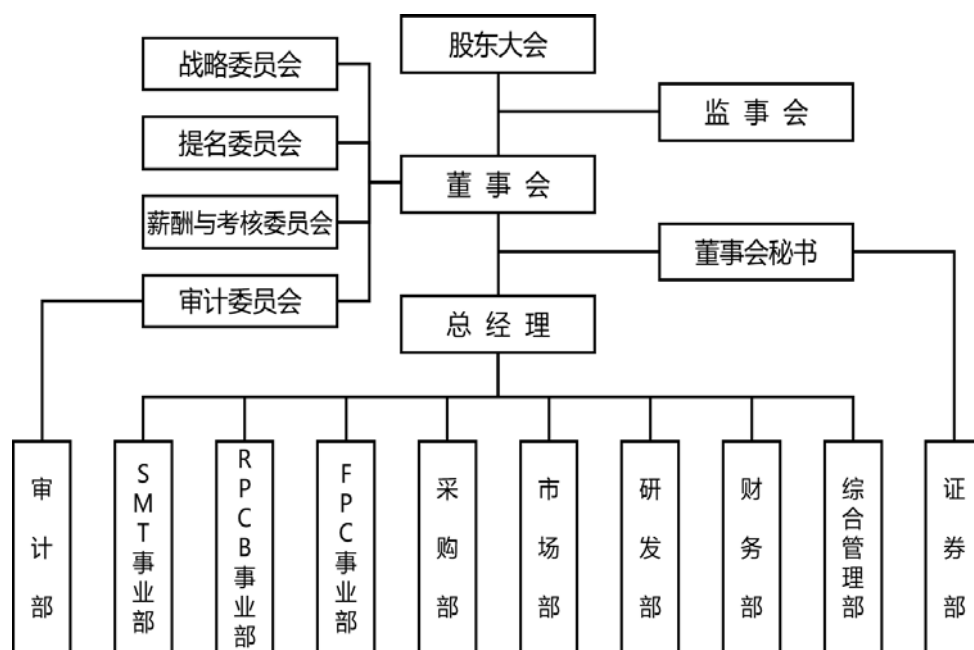 股东大会
战略委员会
监事会
提名委员会
董事会
薪酬与考核委员会
董事会秘书
审计委员会
总经理
审计部
SMT事业部
RPCB事业部
FPC事业部
采购部
市场部
研发部
财务部
综合管理部
证券部